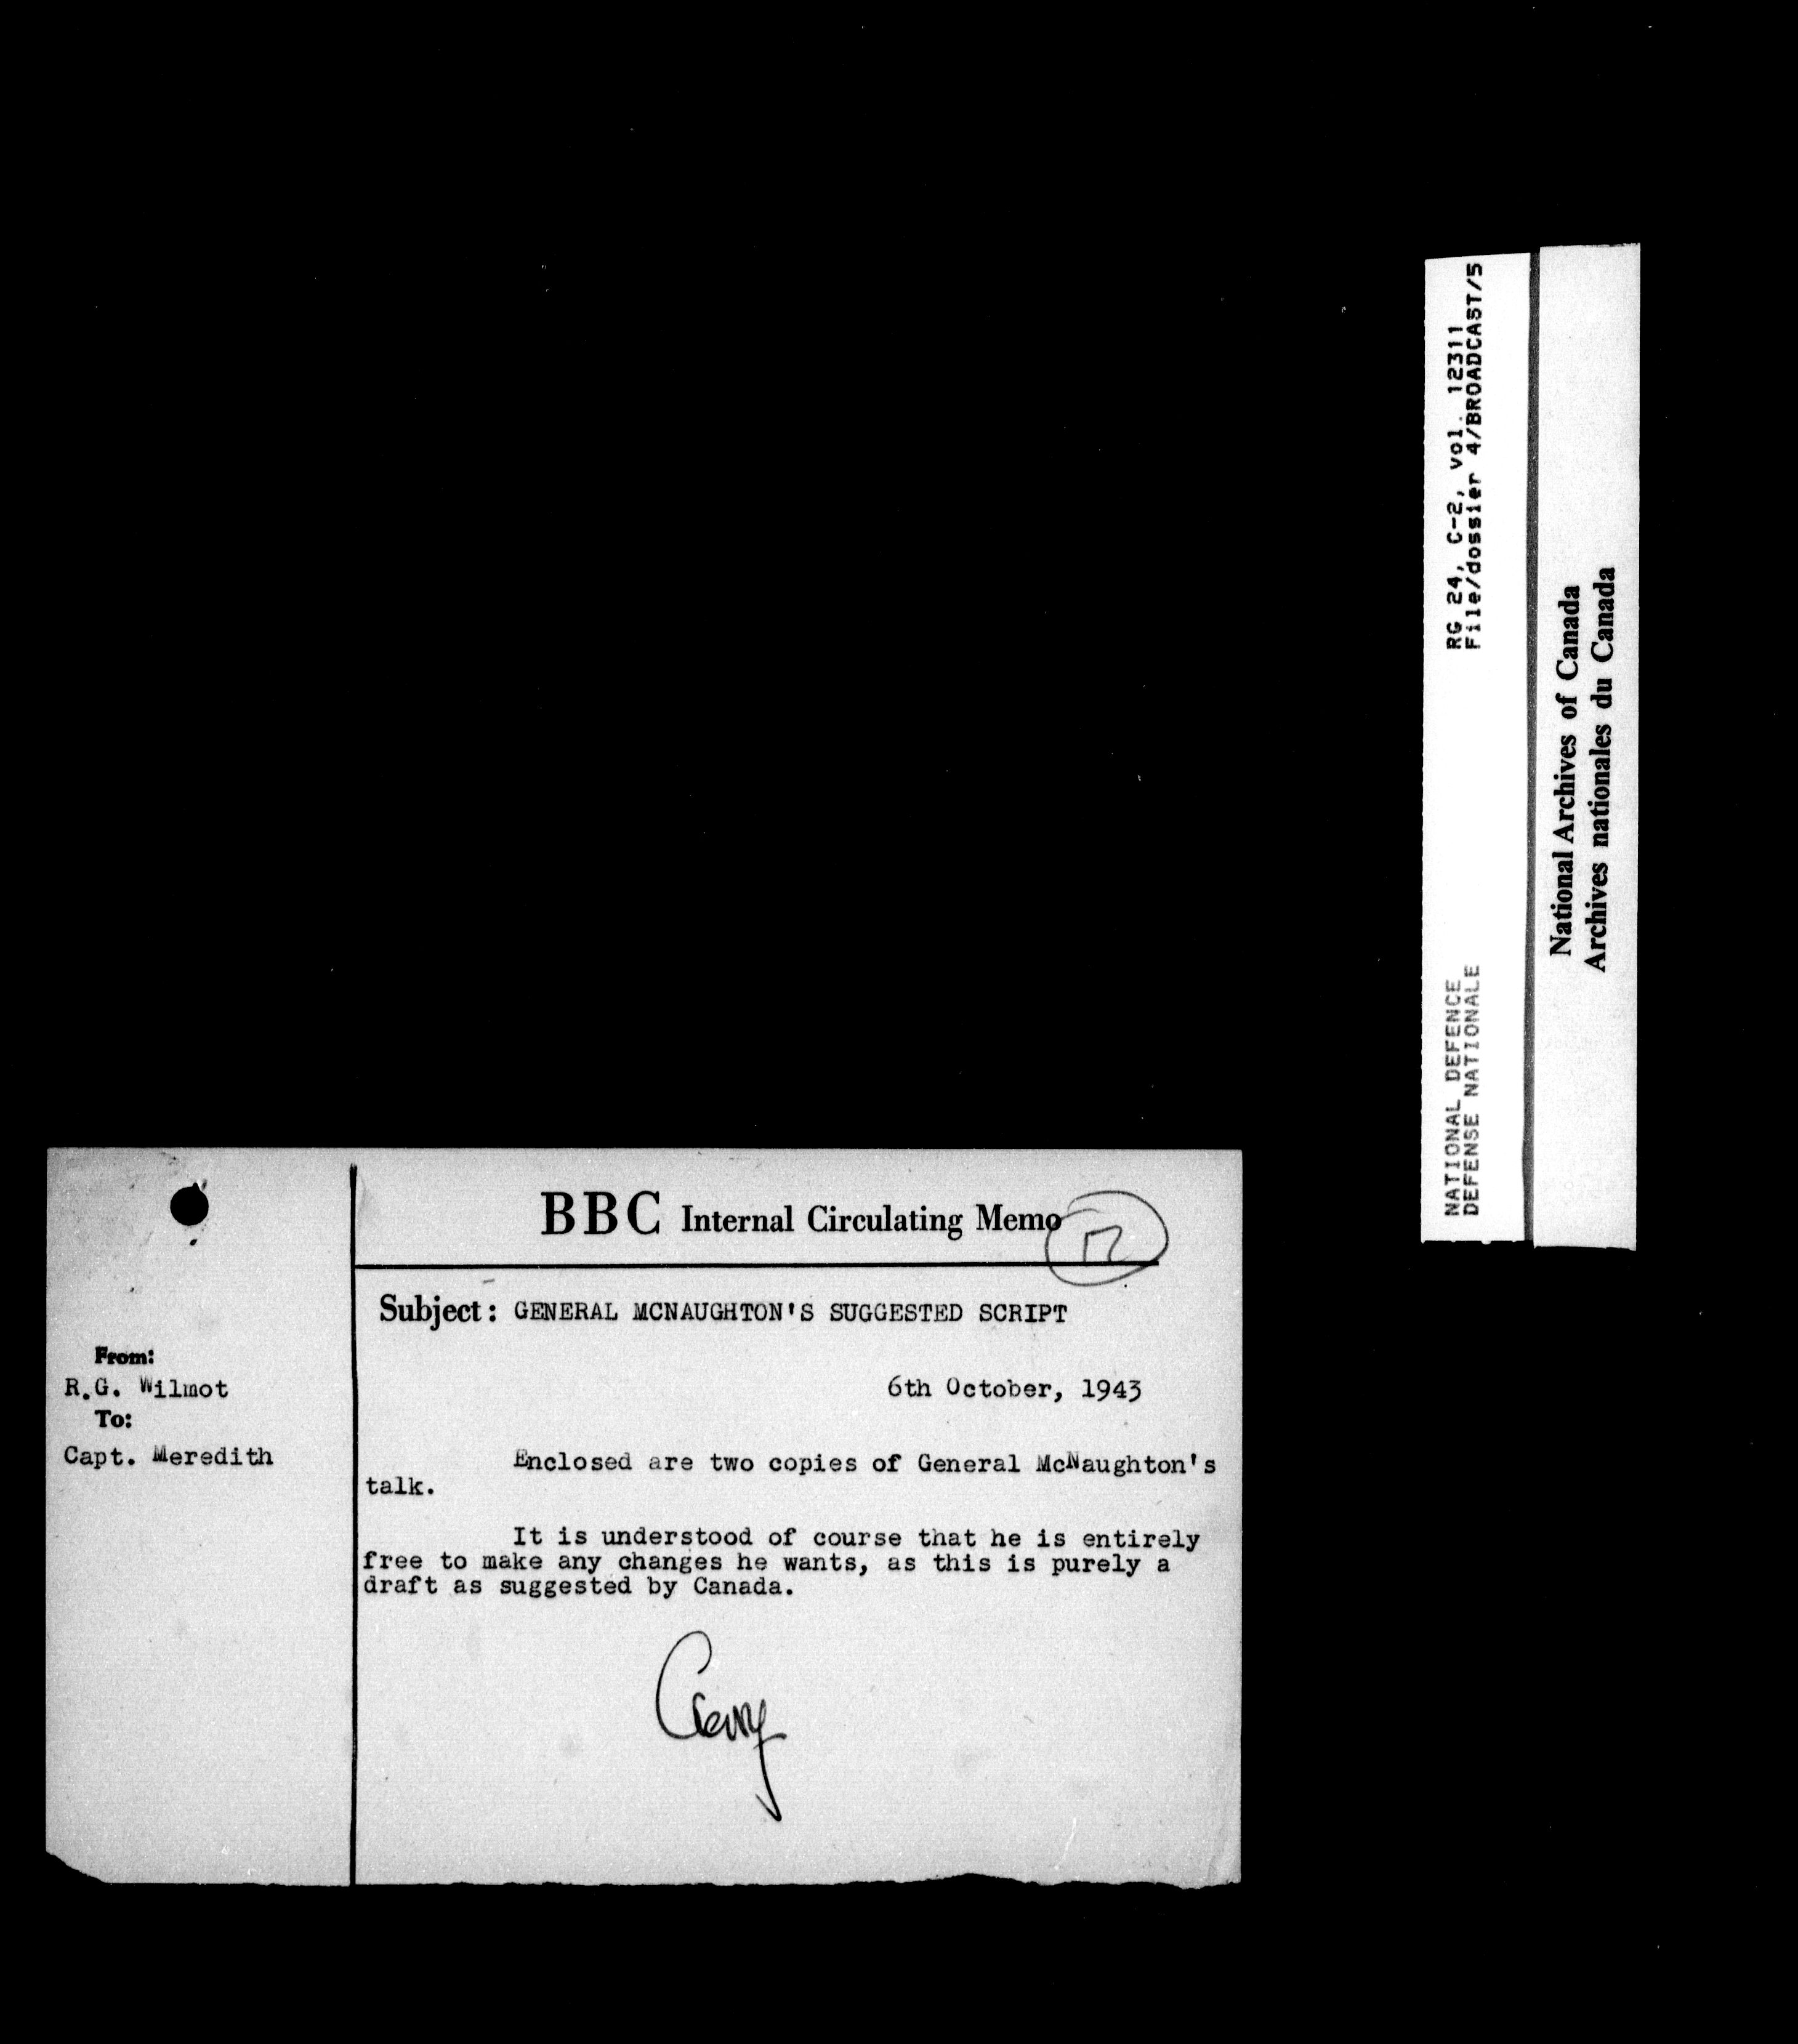 BBC Internal Circulating Memo
Subject: GENERAL MCNAUGHTON'S SUGGESTED SCRIPT
From:
R.G. Wilmot
To:
Capt. Meredith
6th October, 1943
Enclosed are two copies of General McNaughton's
talk.
It is understood of course that he is entirely
free to make any changes he wants, as this is purely a
draft as suggested by Canada.
RG 24, C-2, vol. 12311
File/dossier 4/BROADCAST/5
NATIONAL DEFENCE
DEFENSE NATIONALE
National Archives of Canada
Archives nationales du Canada